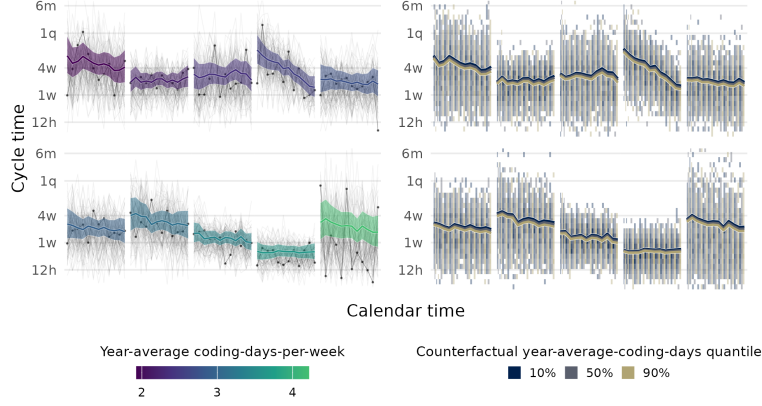 6m
1q
4w
1w
12h
6m
1q
4w
1w
12h
6m
1q
4w
1w
12h
6m
1q
4w
1w
12h
Cycle time
Calendar time
Year-average coding-days-per-week
2 3 4
Counterfactual year-average-coding-days quantile
10% 50% 90%